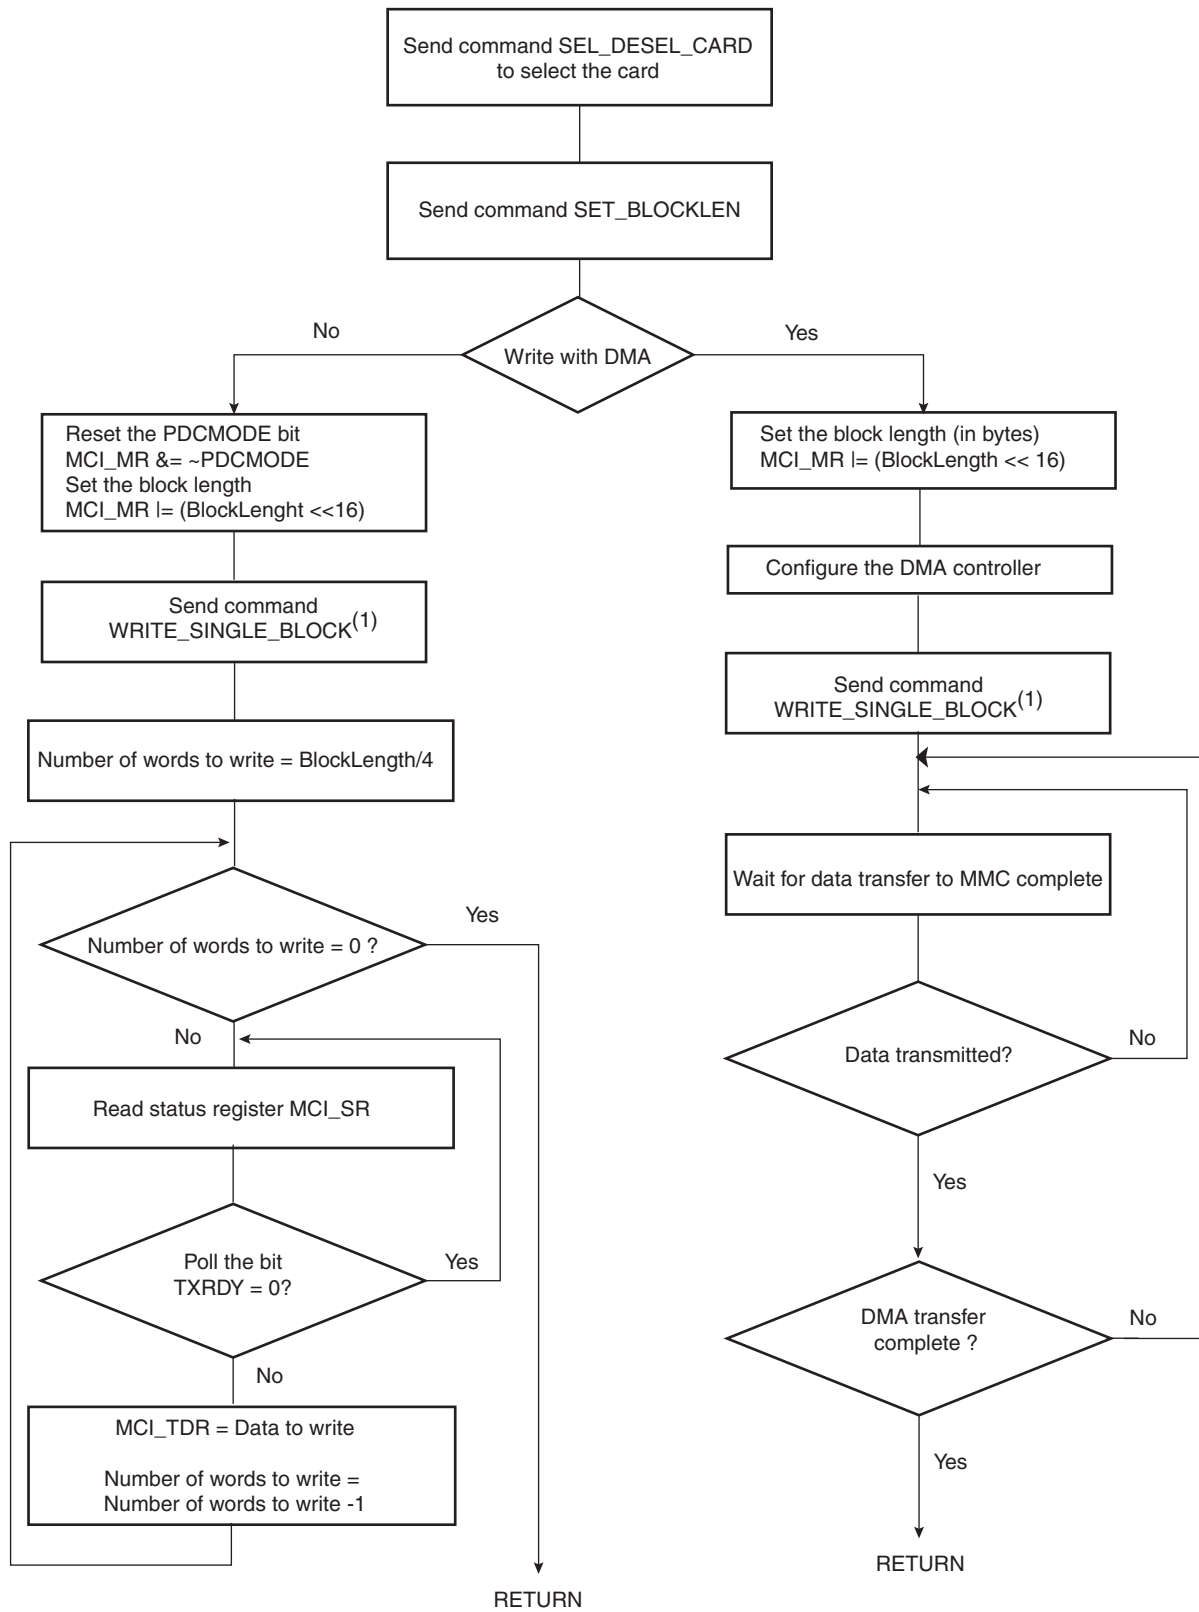 Send command SEL_DESEL_CARD
to select the card
Send command SET_BLOCKLEN
Write with DMA
No
Yes
Reset the PDCMODE bit
MCI_MR &= ~PDCMODE
Set the block length
MCI_MR |= (BlockLenght <<16)
Send command
WRITE_SINGLE_BLOCK(1)
Number of words to write = BlockLength/4
Number of words to write = 0 ?
Yes
No
Read status register MCI_SR
Poll the bit
TXRDY = 0?
Yes
No
MCI_TDR = Data to write
Number of words to write =
Number of words to write -1
RETURN
Set the block length (in bytes)
MCI_MR |= (BlockLength << 16)
Configure the DMA controller
Send command
WRITE_SINGLE_BLOCK(1)
Wait for data transfer to MMC complete
Data transmitted?
No
Yes
DMA transfer
complete ?
No
Yes
RETURN